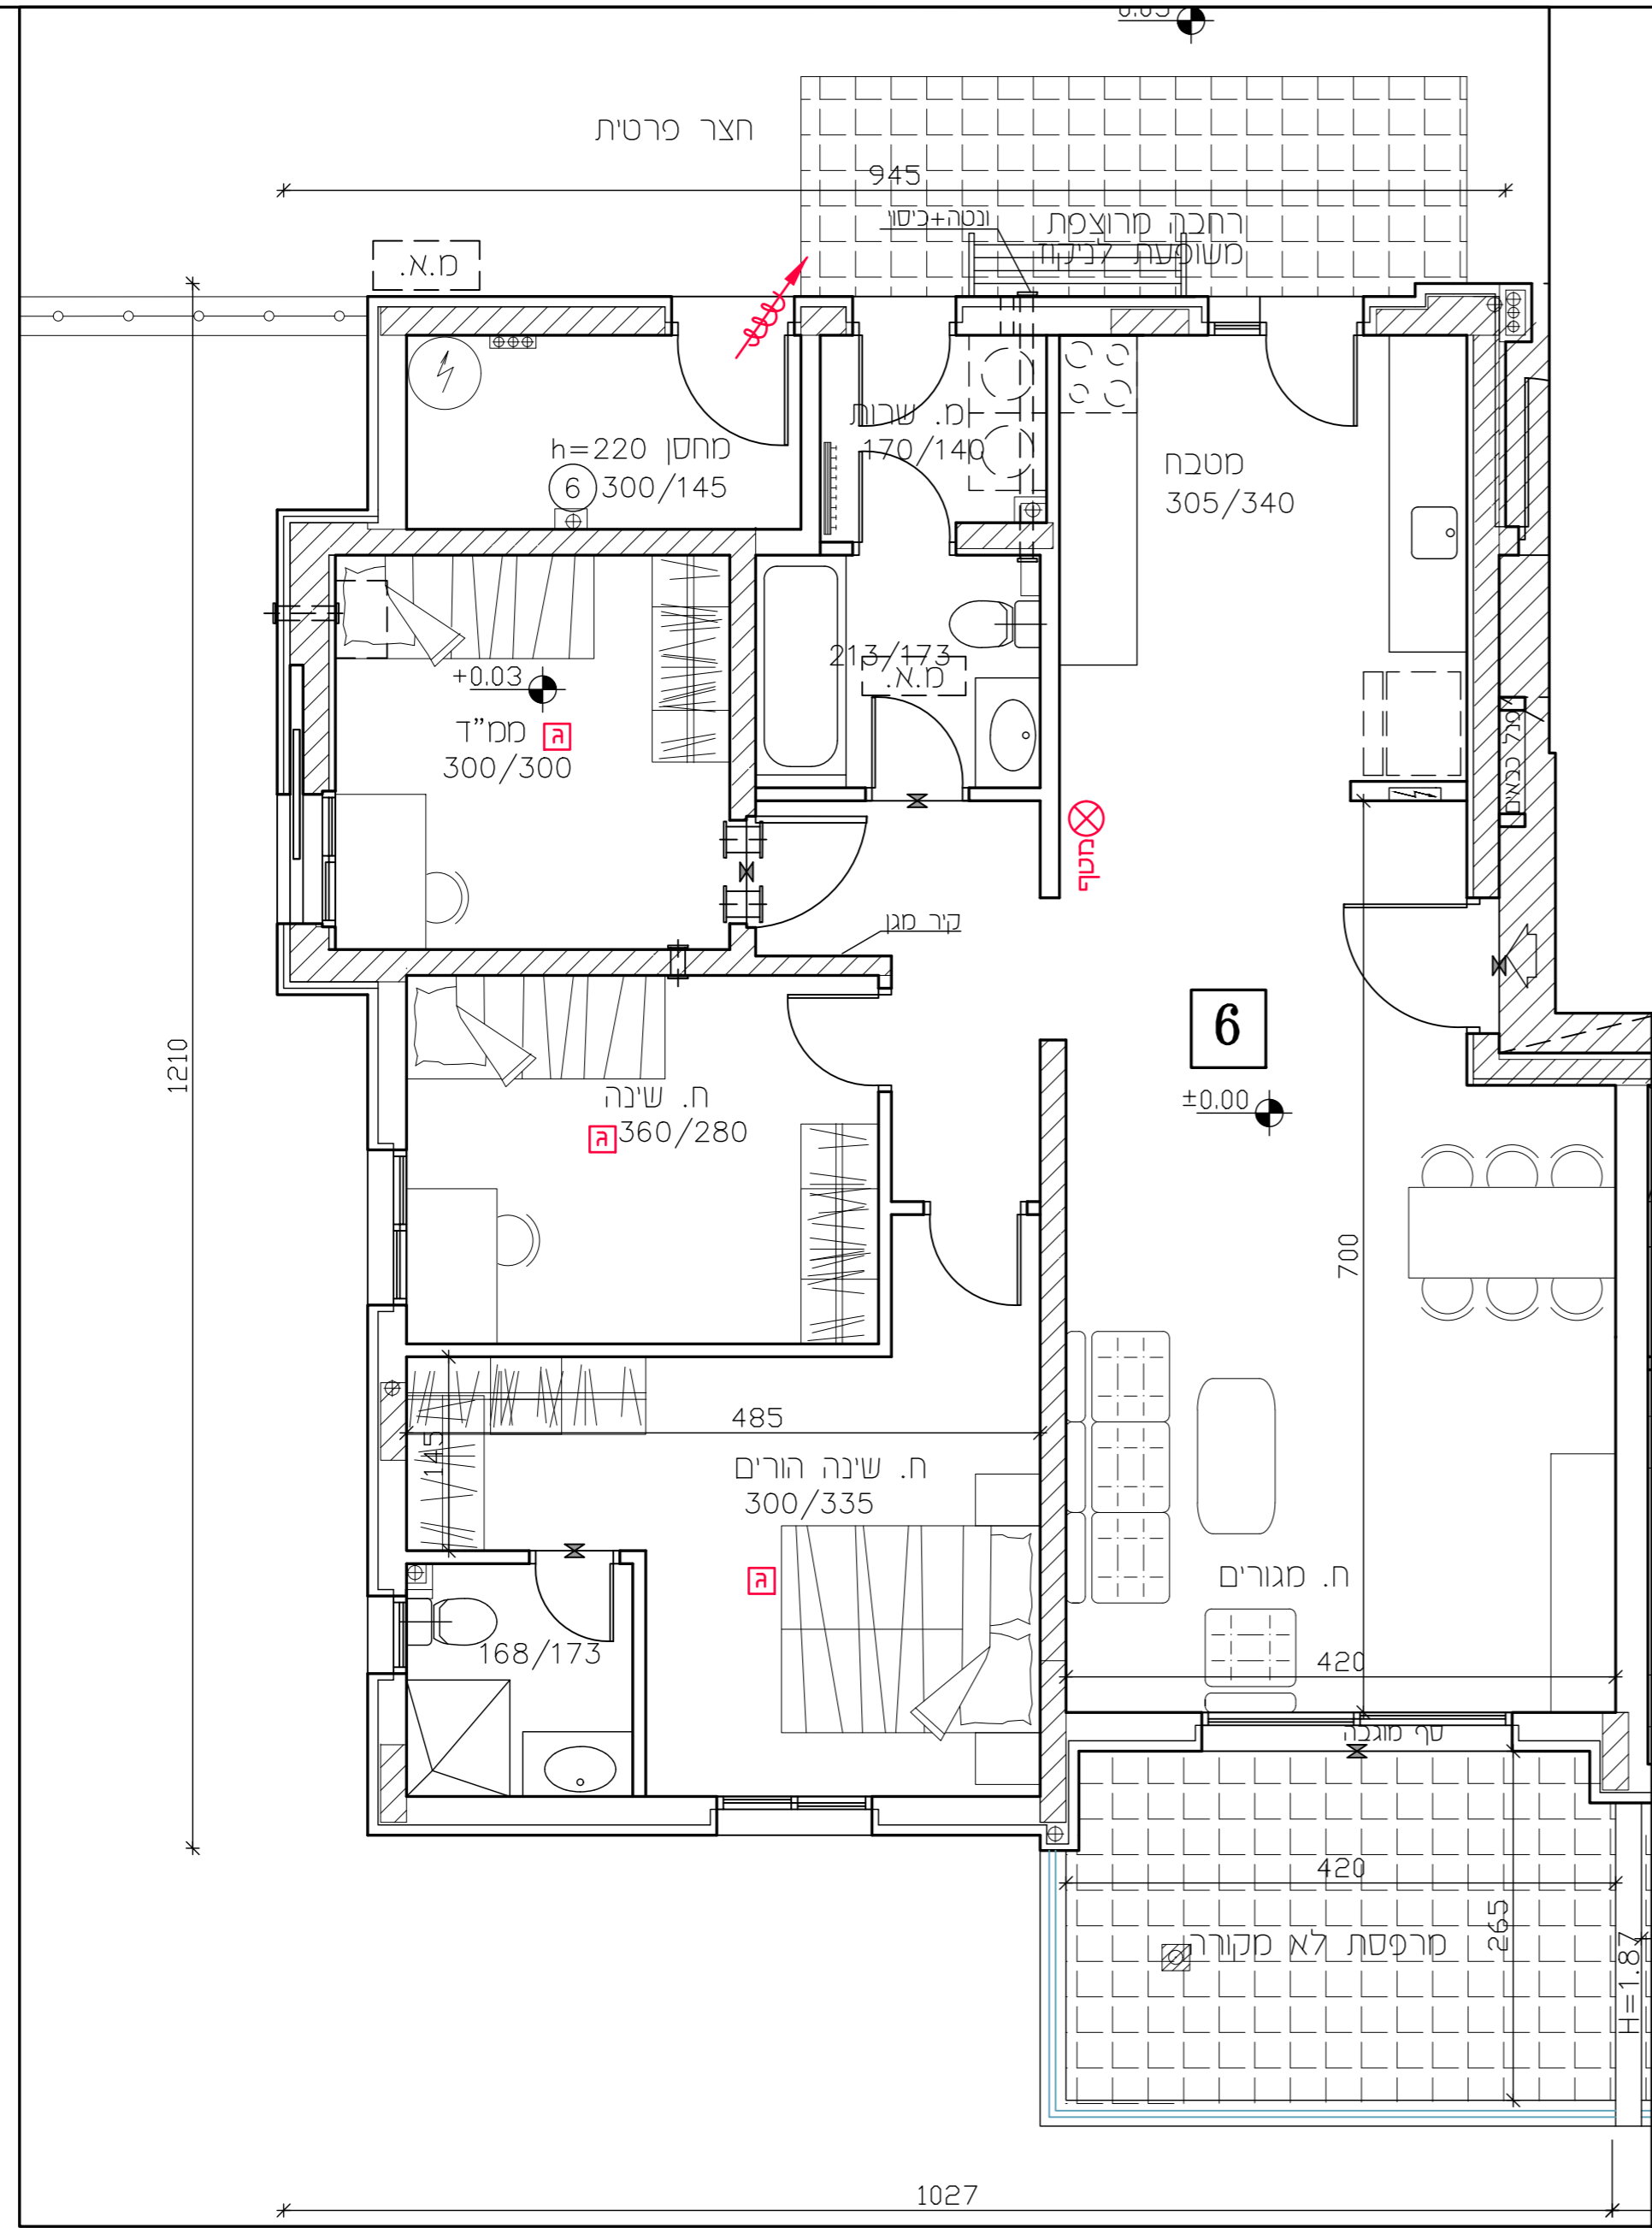 חצר פרטית
945
ונטה+כיסוי
רחבה מרוצפת
משופעת לניקוז
מ.א.
מחסן h=220
6 300/145
מ. שרות
170/140
מטבח
305/340
213/173
מ.א.
+0.03
ממ"ד ג
300/300
פנל כבאים
מטף
קיר מגן
6
±0.00
1210
ח. שינה
ג 360/280
700
485
145
ח. שינה הורים
300/335
ג
ח. מגורים
168/173
420
סף מוגבה
420
265
מרפסת לא מקורה
H=1.87
1027